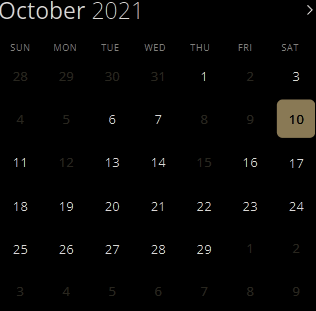 October 2021 >
SUN MON TUE WED THU FRI SAT
28 29 30 31 1 2 3
4 5 6 7 8 9 10
11 12 13 14 15 16 17
18 19 20 21 22 23 24
25 26 27 28 29 1 2
3 4 5 6 7 8 9